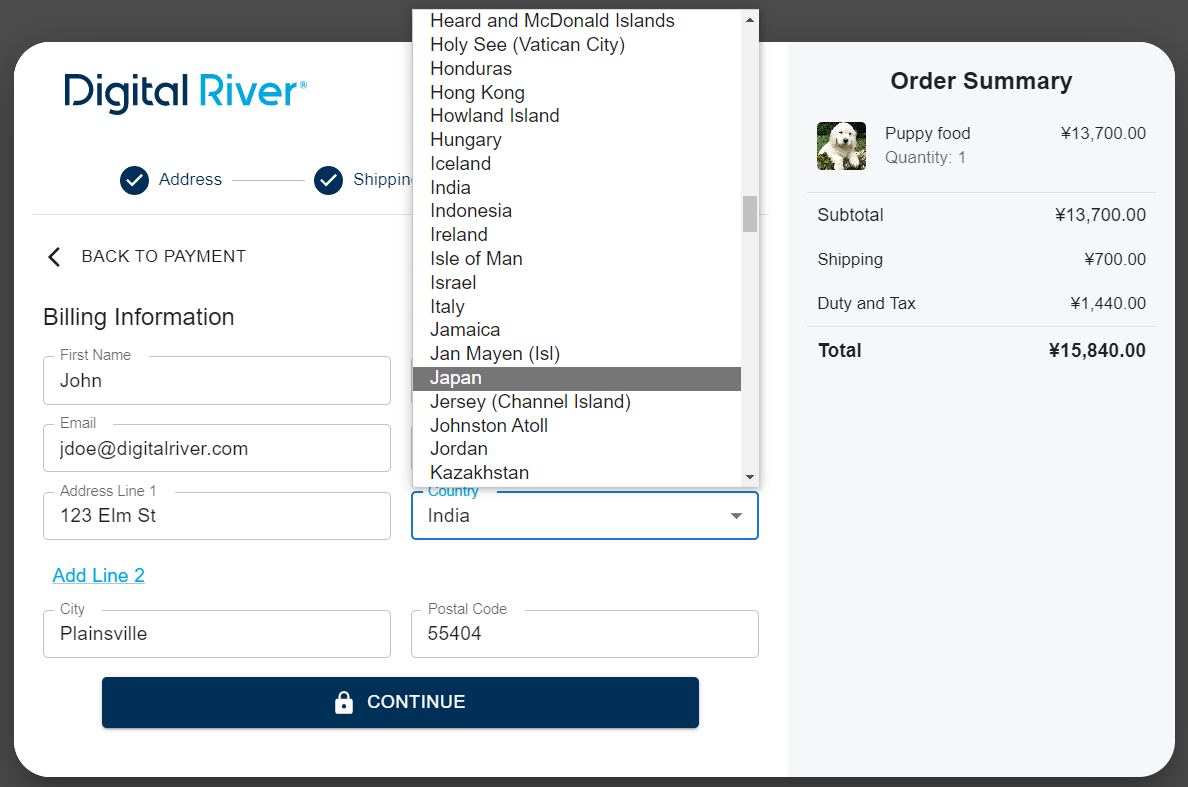 Digital River®
Address
Shipping
BACK TO PAYMENT
Billing Information
First Name
John
Email
jdoe@digitalriver.com
Address Line 1
123 Elm St
Heard and McDonald Islands
Holy See (Vatican City)
Honduras
Hong Kong
Howland Island
Hungary
Iceland
India
Indonesia
Ireland
Isle of Man
Israel
Italy
Jamaica
Jan Mayen (Isl)
Japan
Jersey (Channel Island)
Johnston Atoll
Jordan
Kazakhstan
Country
India
Add Line 2
City
Plainsville
Postal Code
55404
CONTINUE
Order Summary
Puppy food ¥13,700.00
Quantity: 1
Subtotal ¥13,700.00
Shipping ¥700.00
Duty and Tax ¥1,440.00
Total ¥15,840.00